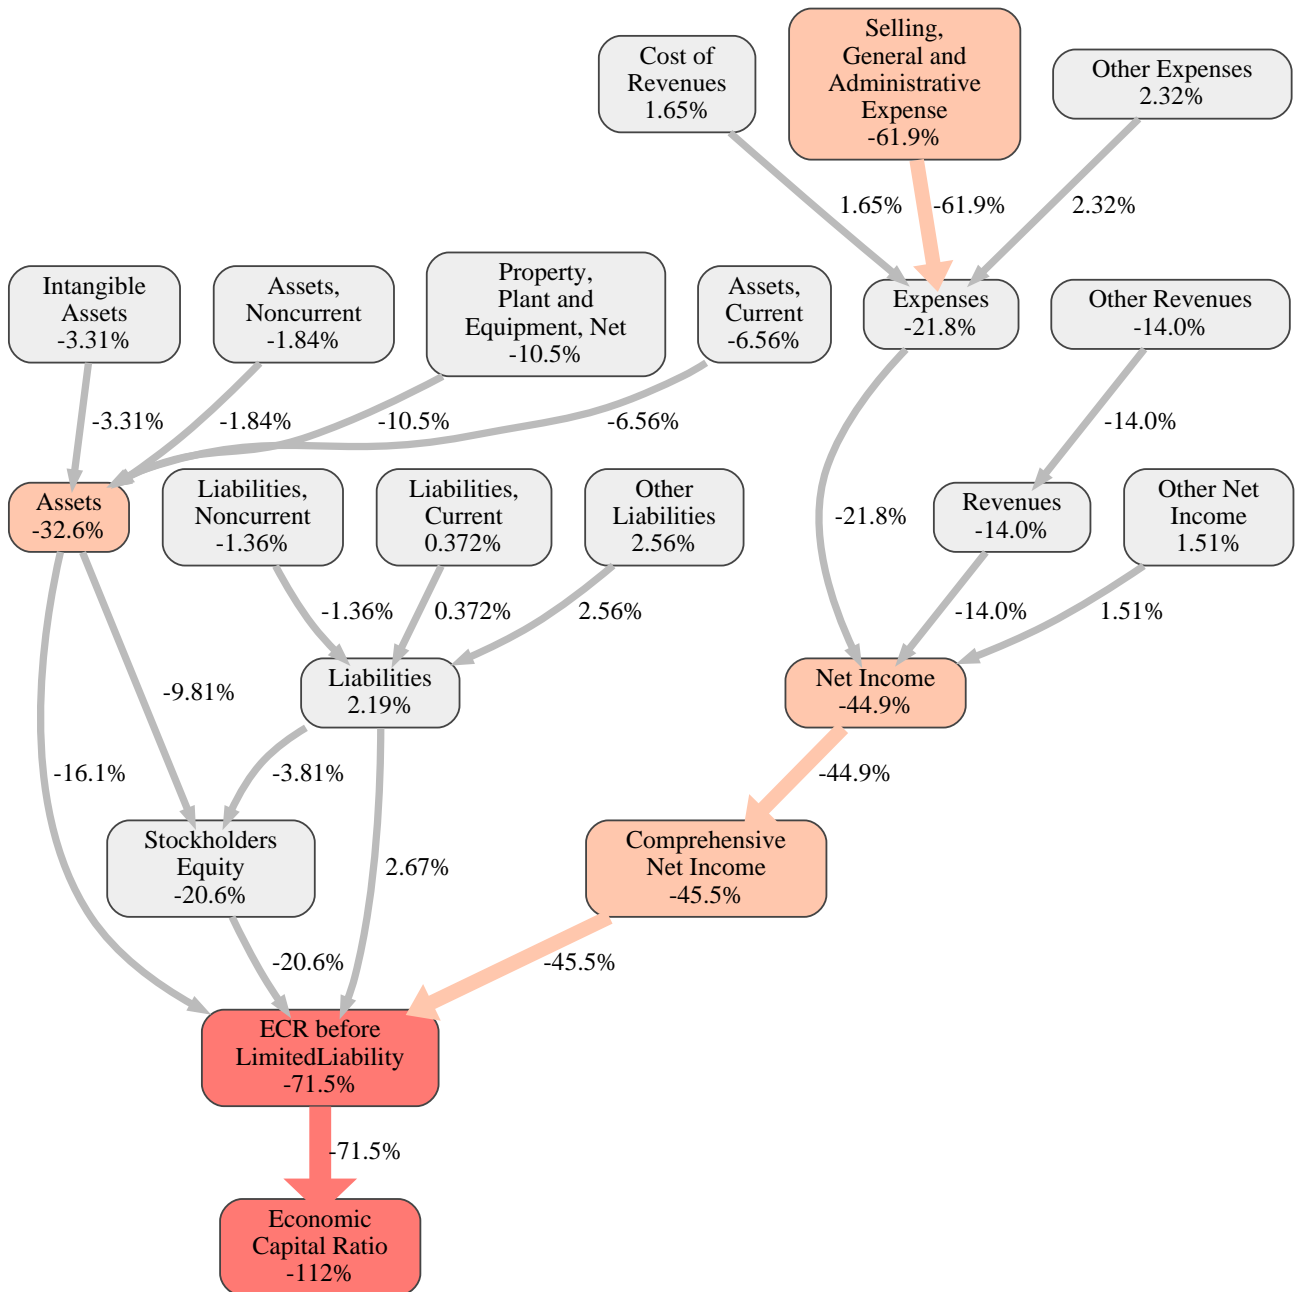 Cost of
Revenues
1.65%
Selling,
General and
Administrative
Expense
-61.9%
Other Expenses
2.32%
1.65%
-61.9%
2.32%
Intangible
Assets
-3.31%
Assets,
Noncurrent
-1.84%
Property,
Plant and
Equipment, Net
-10.5%
Assets,
Current
-6.56%
Expenses
-21.8%
Other Revenues
-14.0%
-3.31%
-1.84%
-10.5%
-6.56%
-14.0%
Assets
-32.6%
Liabilities,
Noncurrent
-1.36%
Liabilities,
Current
0.372%
Other
Liabilities
2.56%
-21.8%
Revenues
-14.0%
Other Net
Income
1.51%
-1.36%
0.372%
2.56%
-14.0%
1.51%
-9.81%
Liabilities
2.19%
Net Income
-44.9%
-16.1%
-3.81%
-44.9%
Stockholders
Equity
-20.6%
2.67%
Comprehensive
Net Income
-45.5%
-20.6%
-45.5%
ECR before
LimitedLiability
-71.5%
-71.5%
Economic
Capital Ratio
-112%